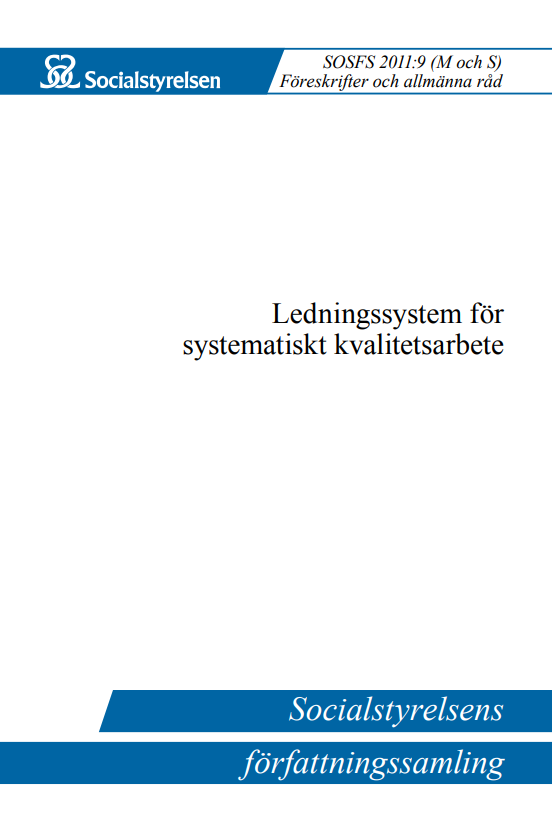 Socialstyrelsen
SOSFS 2011:9 (M och S)
Föreskrifter och allmänna råd
Ledningssystem för
systematiskt kvalitetsarbete
Socialstyrelsens
författningssamling